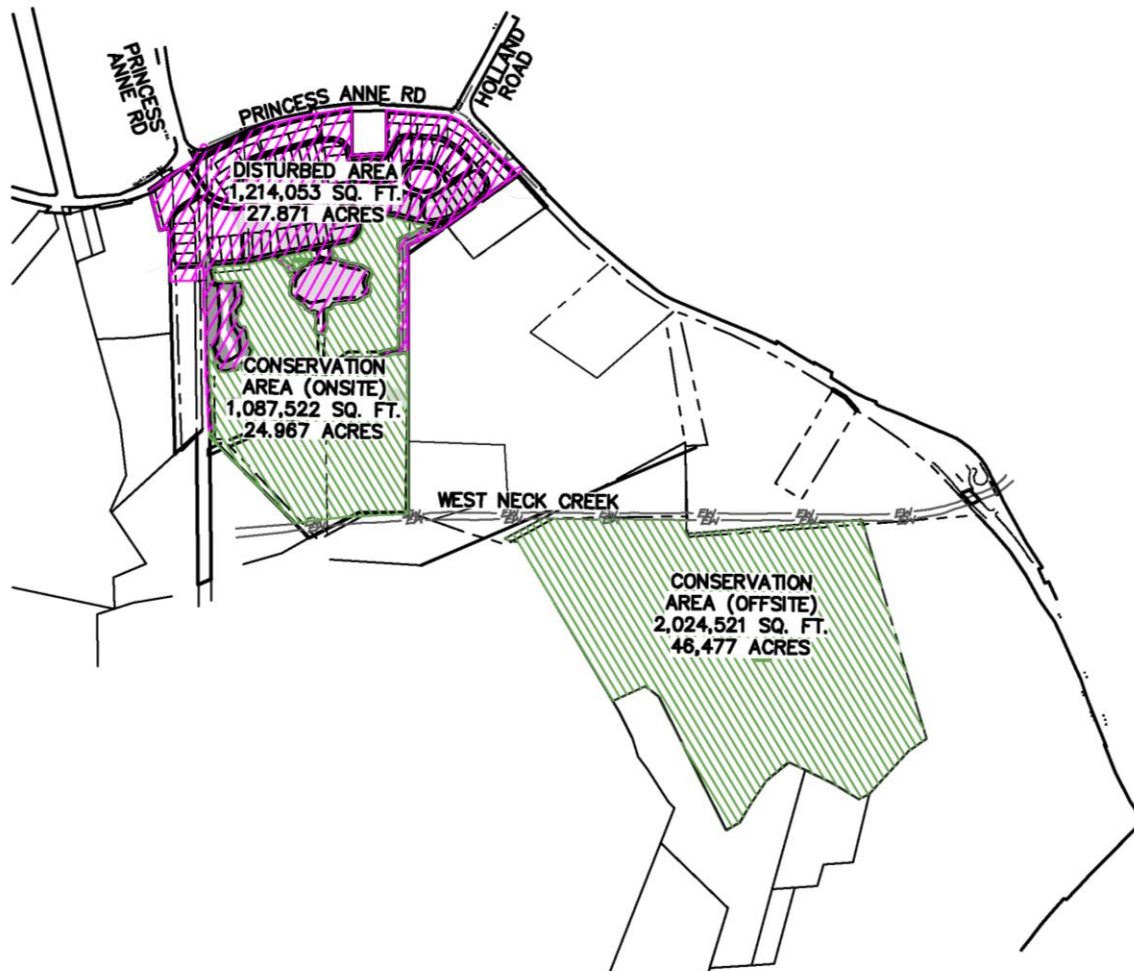 PRINCESS
ANNE RD
PRINCESS ANNE RD
HOLLAND
ROAD
DISTURBED AREA
1,214,053 SQ. FT.
27.871 ACRES
CONSERVATION
AREA (ONSITE)
1,087,522 SQ. FT.
24.967 ACRES
WEST NECK CREEK
CONSERVATION
AREA (OFFSITE)
2,024,521 SQ. FT.
46,477 ACRES